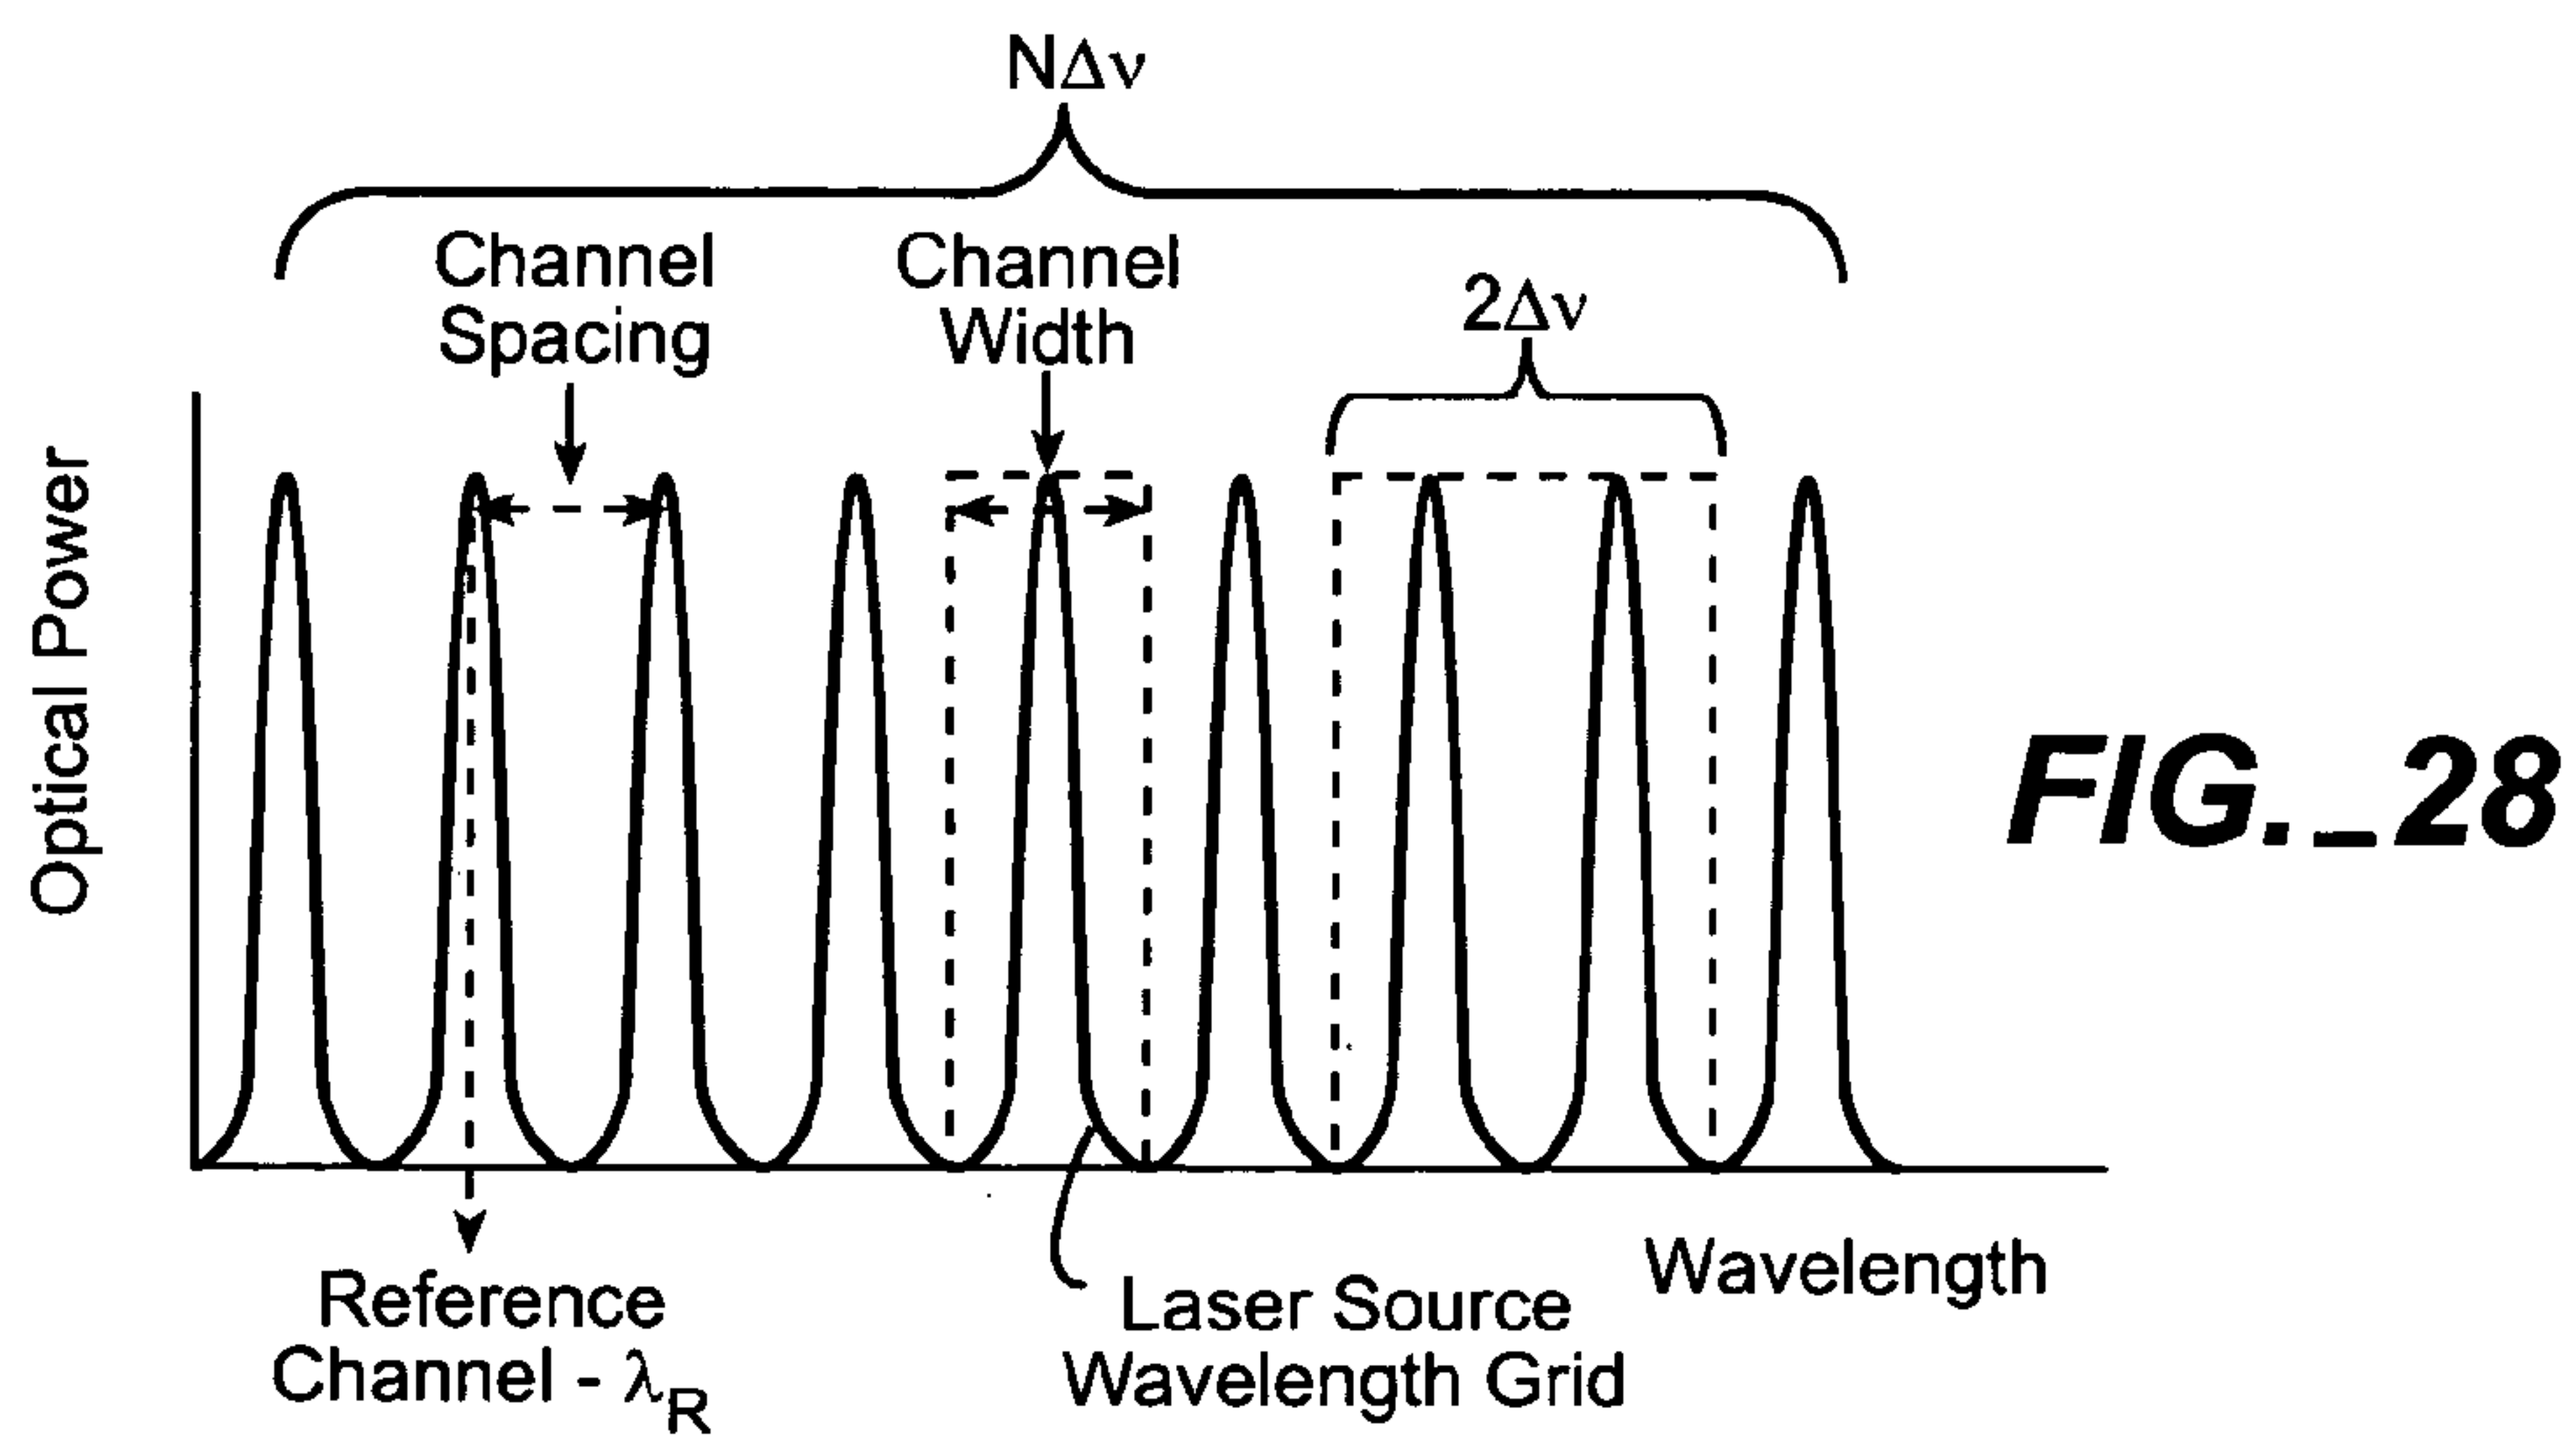 NΔν
Channel
Spacing
Channel
Width
2Δν
Optical Power
FIG._28
Wavelength
Reference
Channel - λR
Laser Source
Wavelength Grid